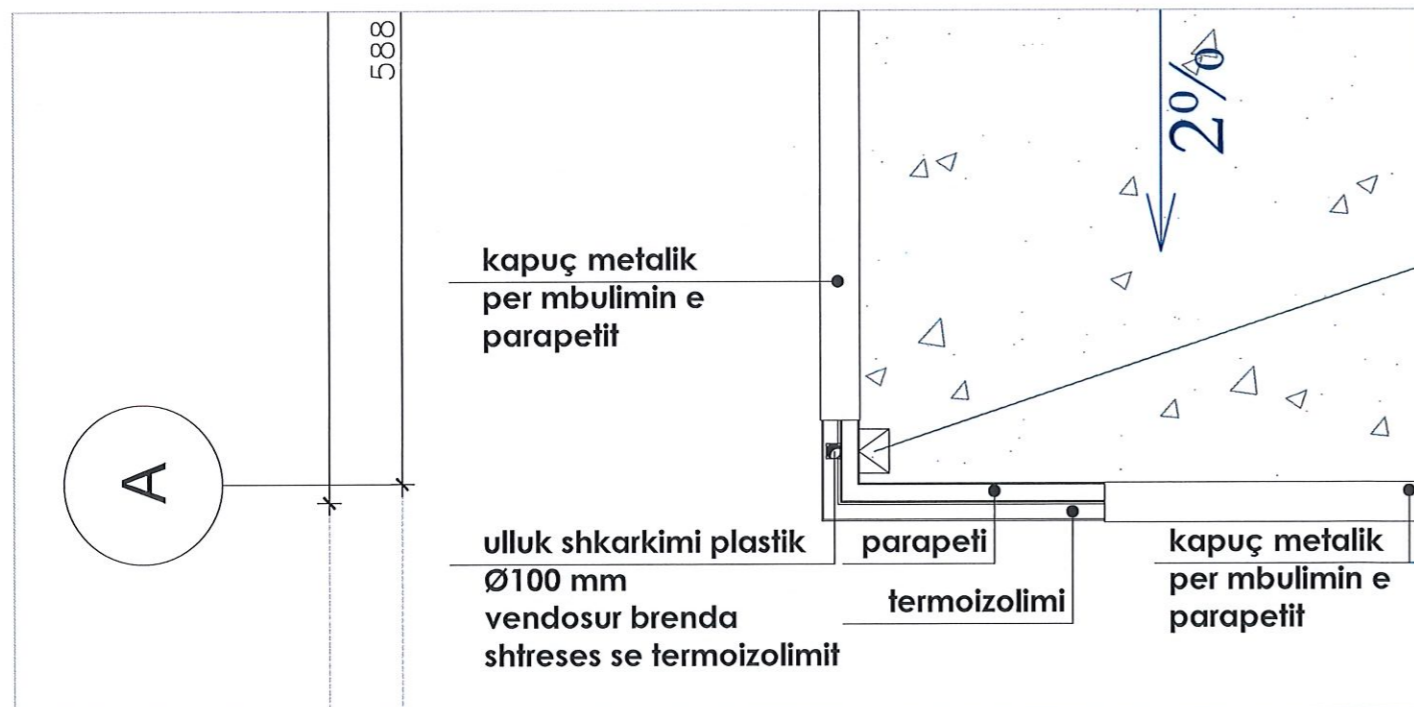 588
2%
kapuç metalik
per mbulimin e
parapetit
A
ulluk shkarkimi plastik
Ø100 mm
vendosur brenda
shtreses se termoizolimit
parapeti
termoizolimi
kapuç metalik
per mbulimin e
parapetit